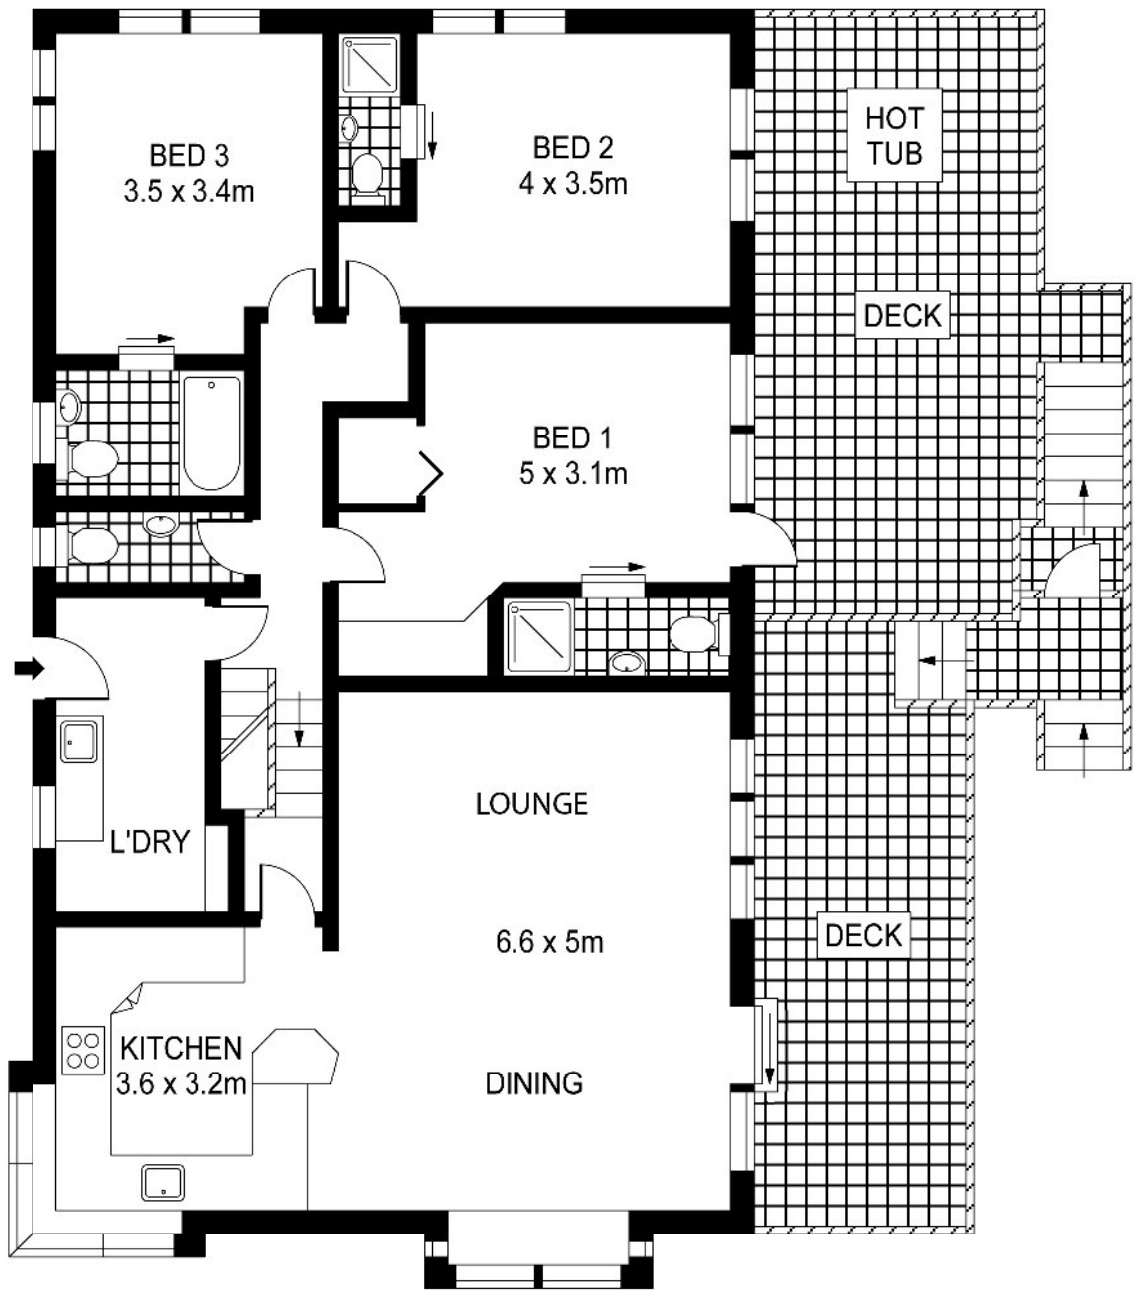 BED 3
3.5 x 3.4m
BED 2
4 x 3.5m
HOT
TUB
DECK
BED 1
5 x 3.1m
LOUNGE
L'DRY
6.6 x 5m
DECK
KITCHEN
3.6 x 3.2m
DINING